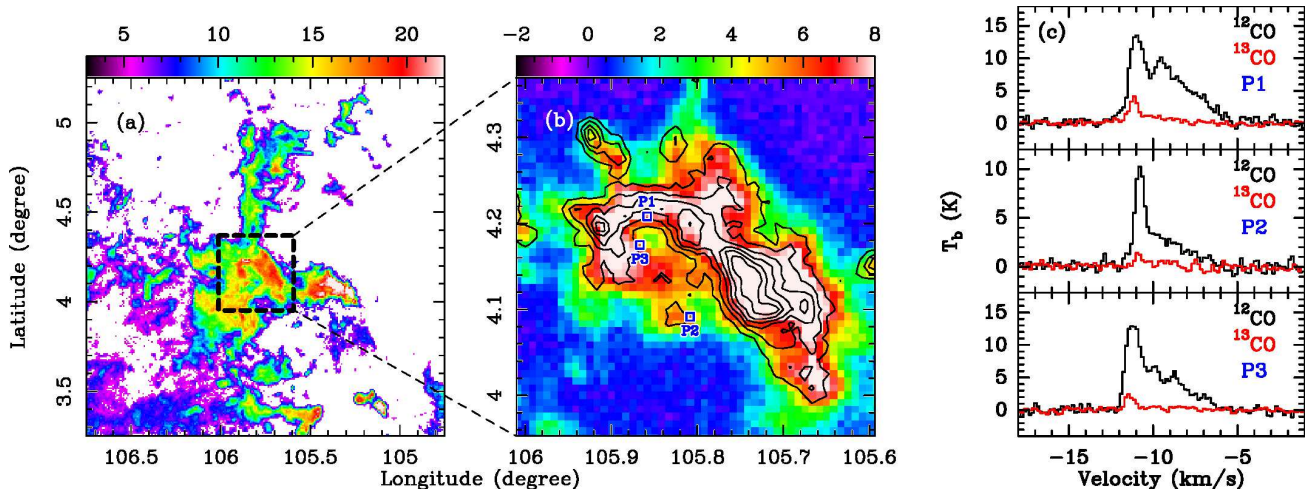 5 10 15 20
-2 0 2 4 6 8
(a)
(b)
(c)
P1
P3
P2
5
4.5
4
3.5
Latitude (degree)
106.5 106 105.5 105
4.3
4.2
4.1
4
106 105.9 105.8 105.7 105.6
Longitude (degree)
15
10
5
0
¹²CO
¹³CO
P1
10
5
0
¹²CO
¹³CO
P2
10
5
0
¹²CO
¹³CO
P3
T_b (K)
−15 −10 −5
Velocity (km/s)